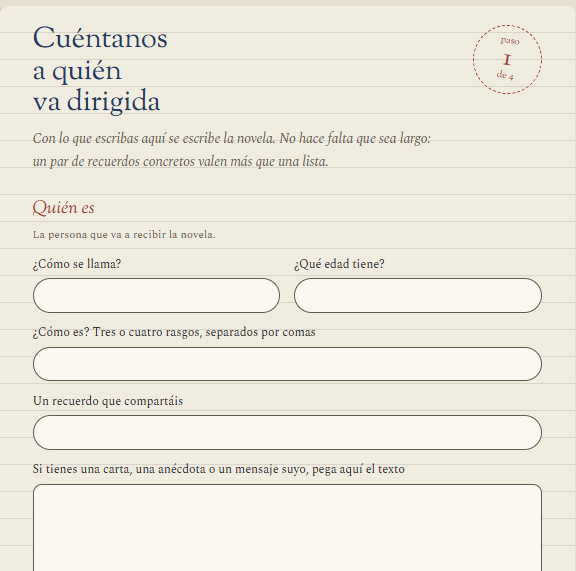 Cuéntanos
a quién
va dirigida
paso
1
de 4
Con lo que escribas aquí se escribe la novela. No hace falta que sea largo:
un par de recuerdos concretos valen más que una lista.
Quién es
La persona que va a recibir la novela.
¿Cómo se llama? ¿Qué edad tiene?
¿Cómo es? Tres o cuatro rasgos, separados por comas
Un recuerdo que compartáis
Si tienes una carta, una anécdota o un mensaje suyo, pega aquí el texto